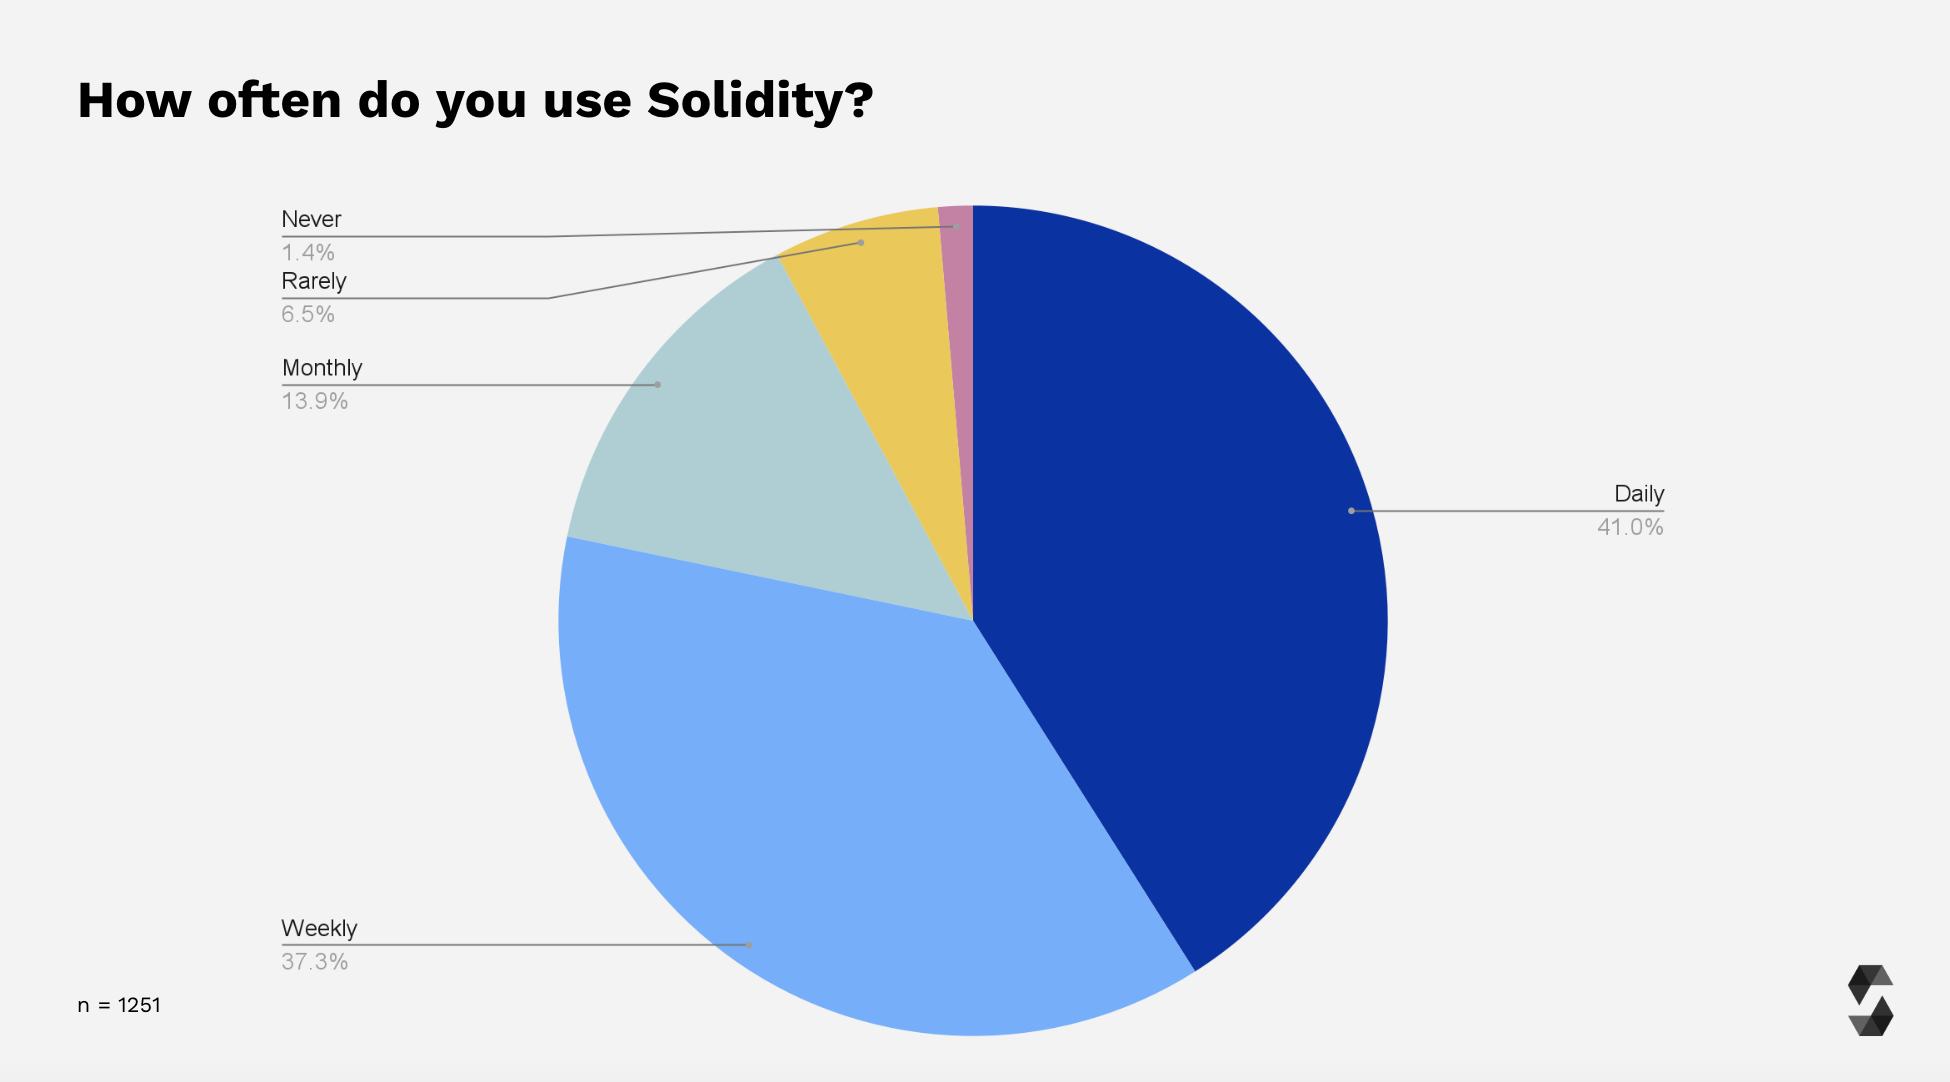 How often do you use Solidity?
Never
1.4%
Rarely
6.5%
Monthly
13.9%
Daily
41.0%
Weekly
37.3%
n = 1251